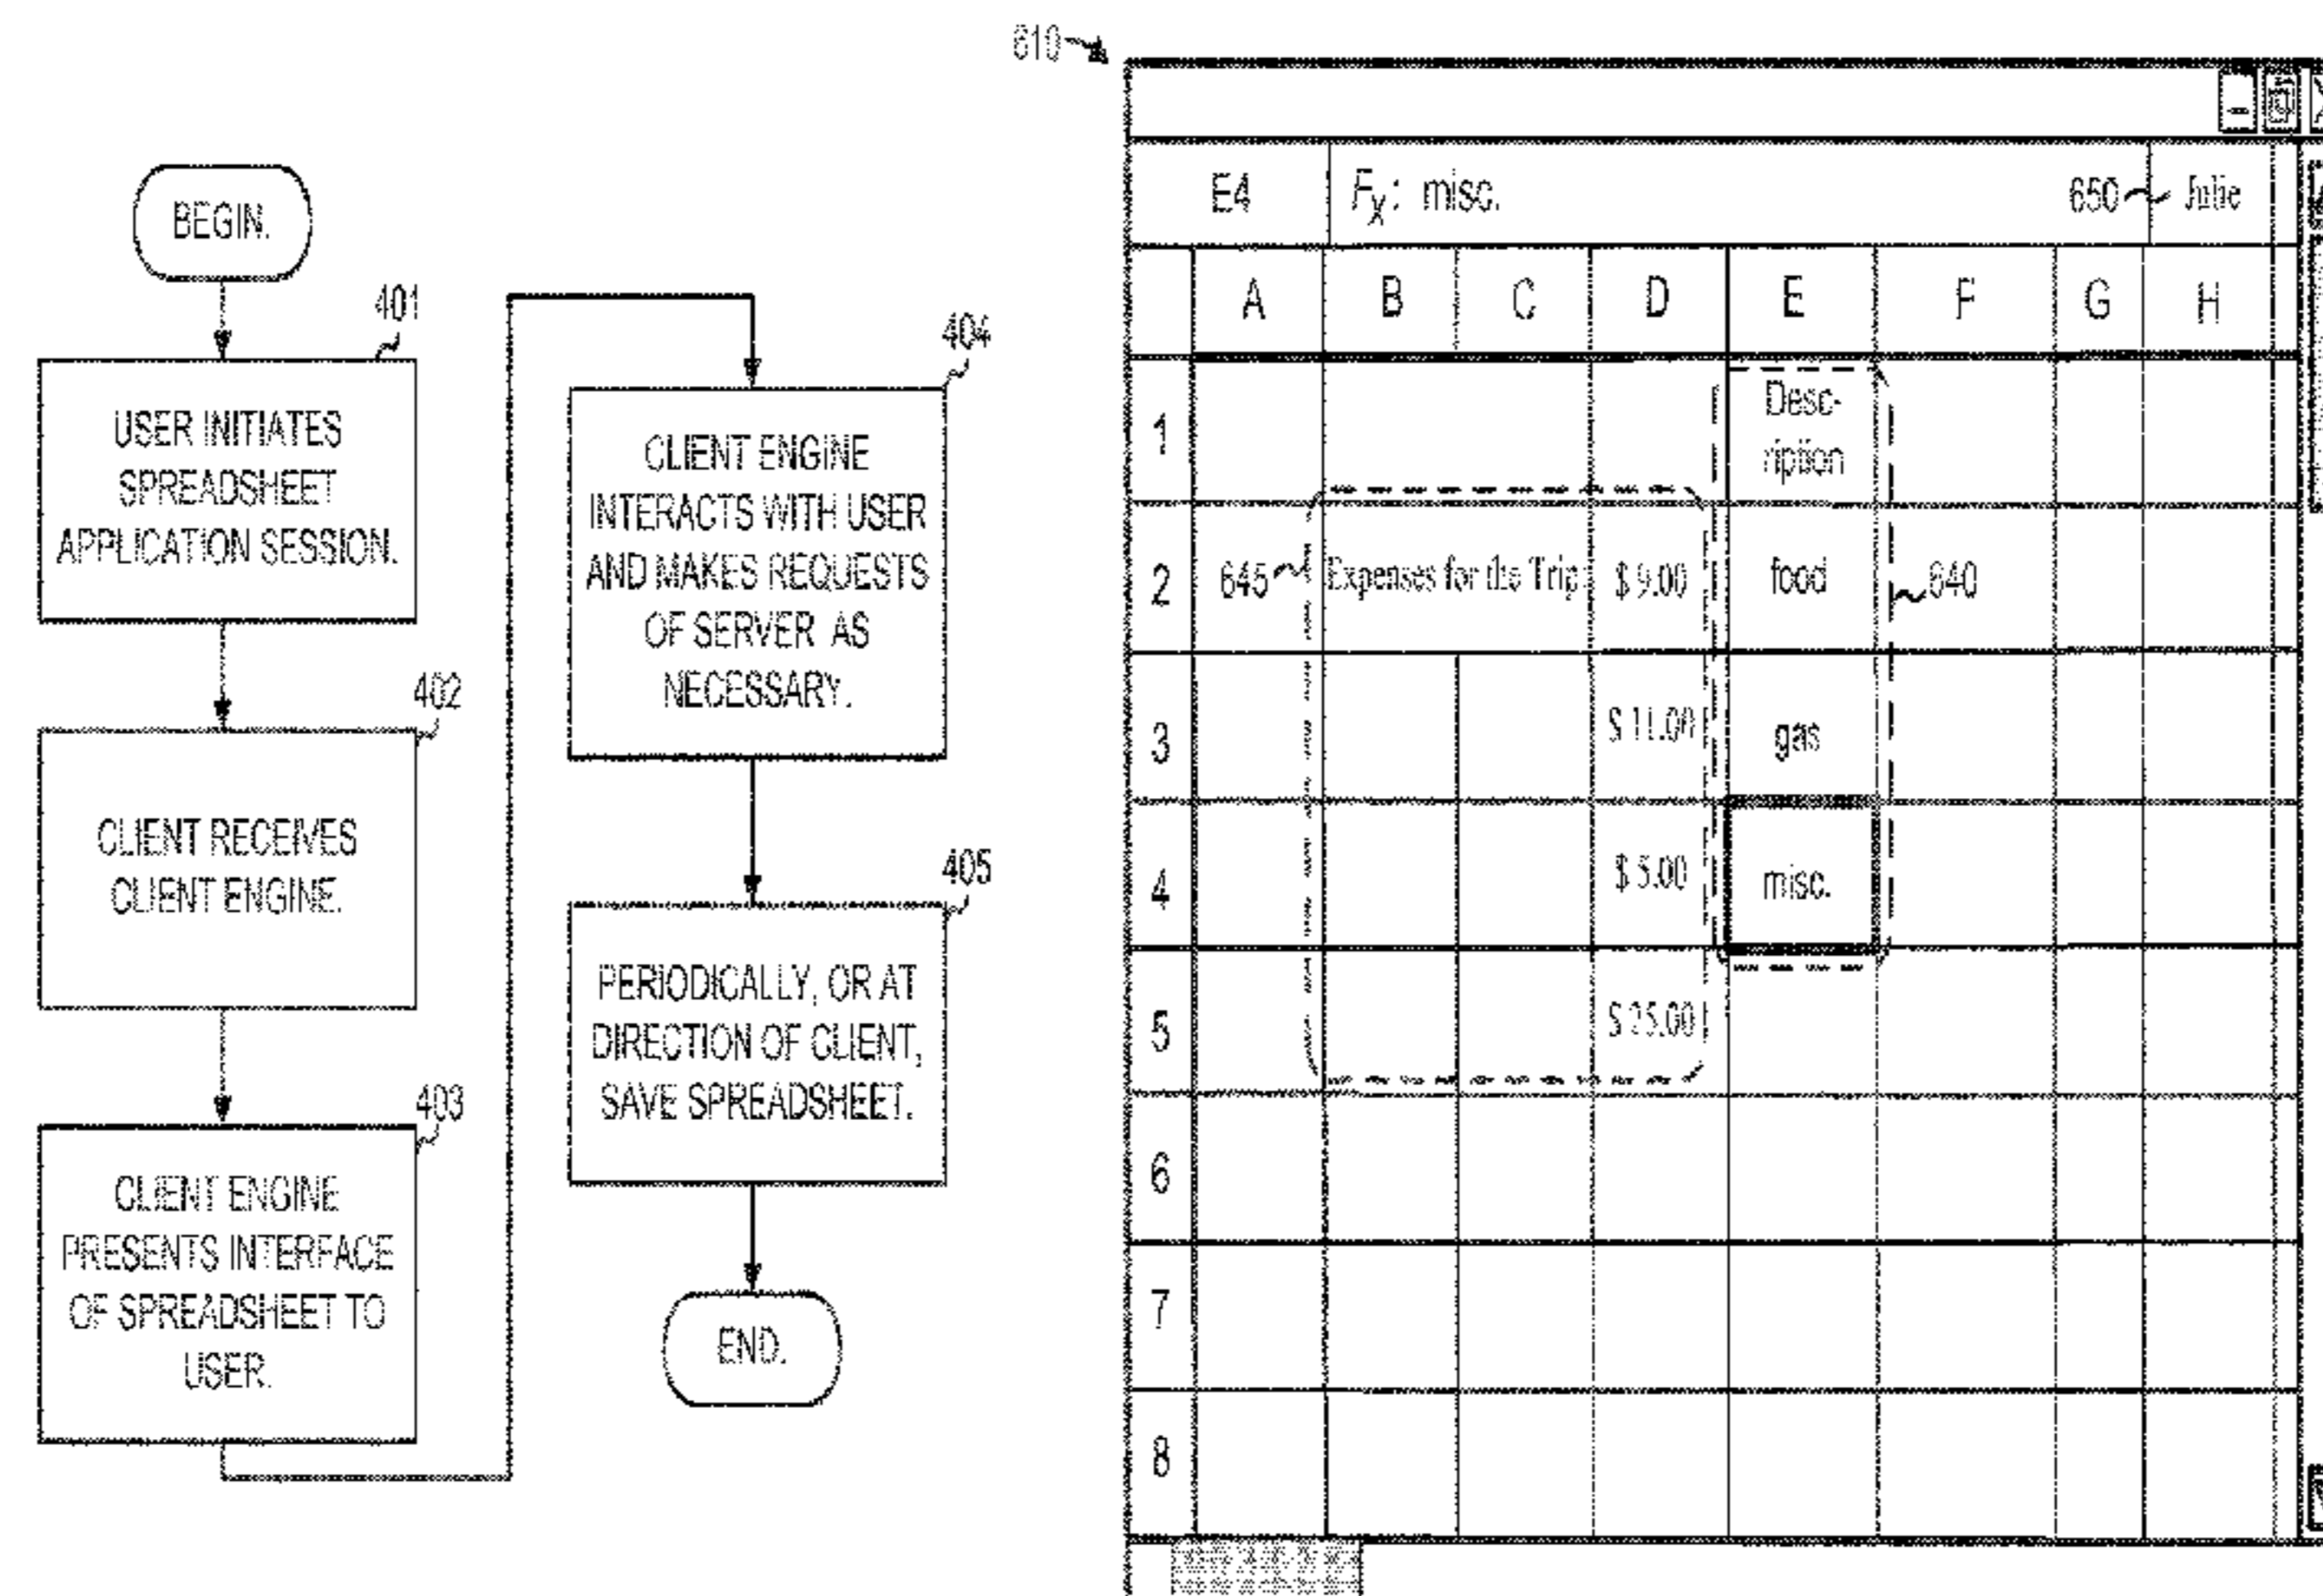 BEGIN.
401
USER INITIATES
SPREADSHEET
APPLICATION SESSION.
402
CLIENT RECEIVES
CLIENT ENGINE.
403
CLIENT ENGINE
PRESENTS INTERFACE
OF SPREADSHEET TO
USER.
404
CLIENT ENGINE
INTERACTS WITH USER
AND MAKES REQUESTS
OF SERVER AS
NECESSARY.
405
PERIODICALLY, OR AT
DIRECTION OF CLIENT,
SAVE SPREADSHEET.
END.
610
E4 Fx: misc. 650 Julie
A B C D E F G H
1 Desc-
ription
2 645 Expenses for the Trip $ 9.00 food 640
3 $ 11.00 gas
4 $ 5.00 misc.
5 $ 25.00
6
7
8